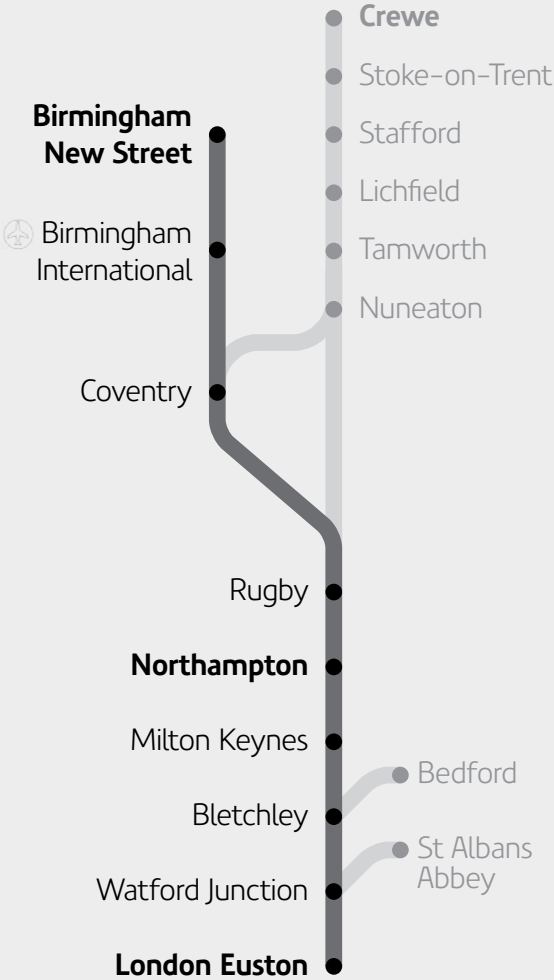 Crewe
Stoke-on-Trent
Birmingham
New Street
Stafford
Lichfield
Birmingham
International
Tamworth
Nuneaton
Coventry
Rugby
Northampton
Milton Keynes
Bedford
Bletchley
St Albans
Abbey
Watford Junction
London Euston